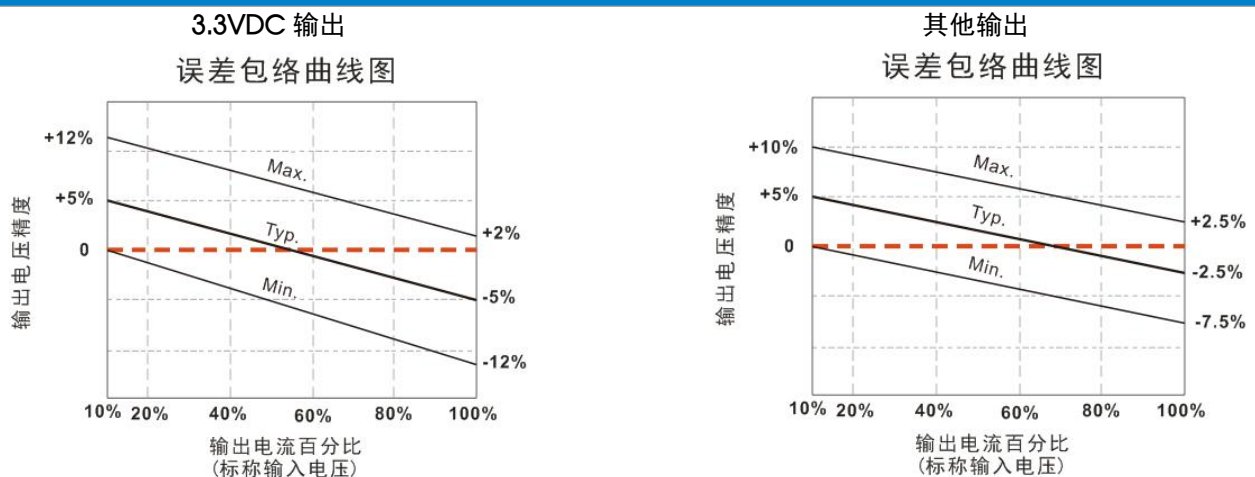 3.3VDC 输出
误差包络曲线图
+12%
+5%
0
Max.
Typ.
Min.
+2%
-5%
-12%
输出电压精度
10% 20% 40% 60% 80% 100%
输出电流百分比
(标称输入电压)
其他输出
误差包络曲线图
+10%
+5%
0
Max.
Typ.
Min.
+2.5%
-2.5%
-7.5%
输出电压精度
10% 20% 40% 60% 80% 100%
输出电流百分比
(标称输入电压)